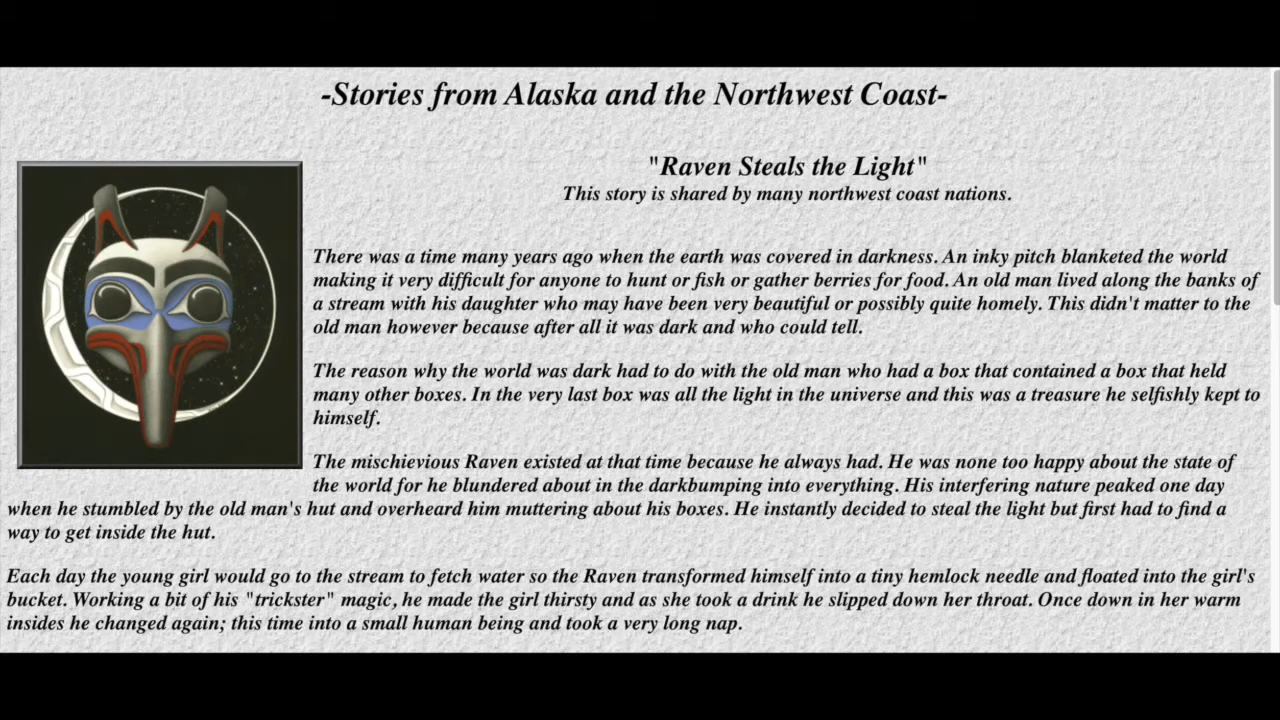 -Stories from Alaska and the Northwest Coast-
"Raven Steals the Light"
This story is shared by many northwest coast nations.
There was a time many years ago when the earth was covered in darkness. An inky pitch blanketed the world
making it very difficult for anyone to hunt or fish or gather berries for food. An old man lived along the banks of
a stream with his daughter who may have been very beautiful or possibly quite homely. This didn't matter to the
old man however because after all it was dark and who could tell.
The reason why the world was dark had to do with the old man who had a box that contained a box that held
many other boxes. In the very last box was all the light in the universe and this was a treasure he selfishly kept to
himself.
The mischievious Raven existed at that time because he always had. He was none too happy about the state of
the world for he blundered about in the darkbumping into everything. His interfering nature peaked one day
when he stumbled by the old man's hut and overheard him muttering about his boxes. He instantly decided to steal the light but first had to find a
way to get inside the hut.
Each day the young girl would go to the stream to fetch water so the Raven transformed himself into a tiny hemlock needle and floated into the girl's
bucket. Working a bit of his "trickster" magic, he made the girl thirsty and as she took a drink he slipped down her throat. Once down in her warm
insides he changed again; this time into a small human being and took a very long nap.